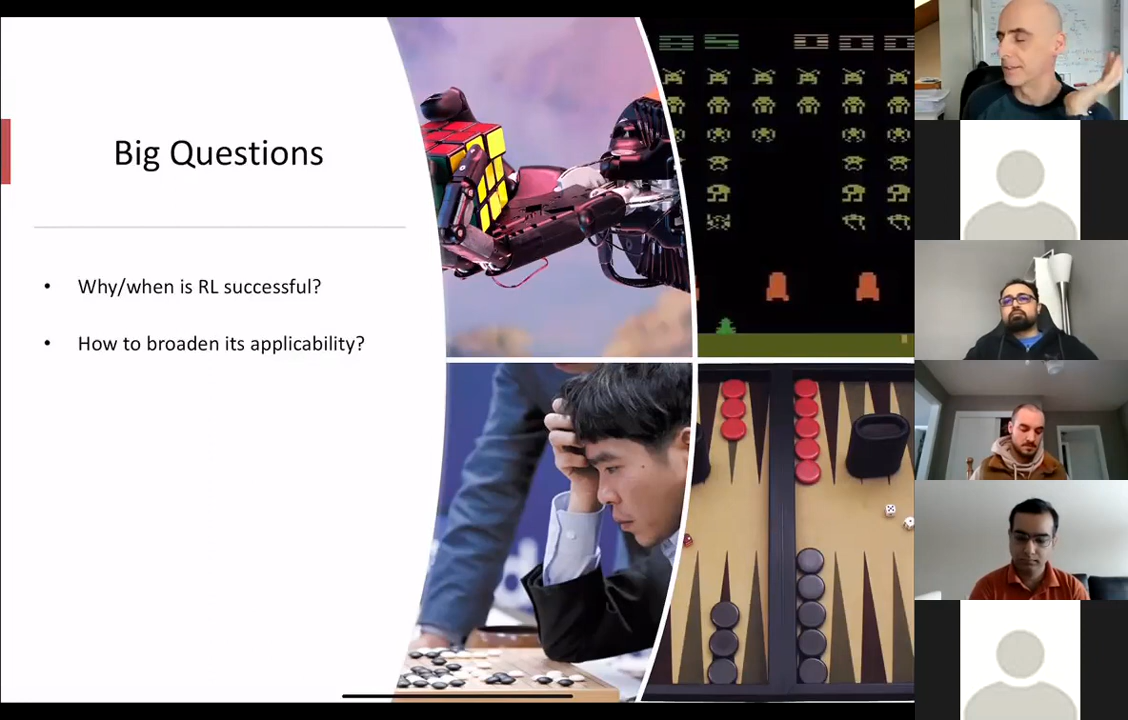 Big Questions
• Why/when is RL successful?
• How to broaden its applicability?